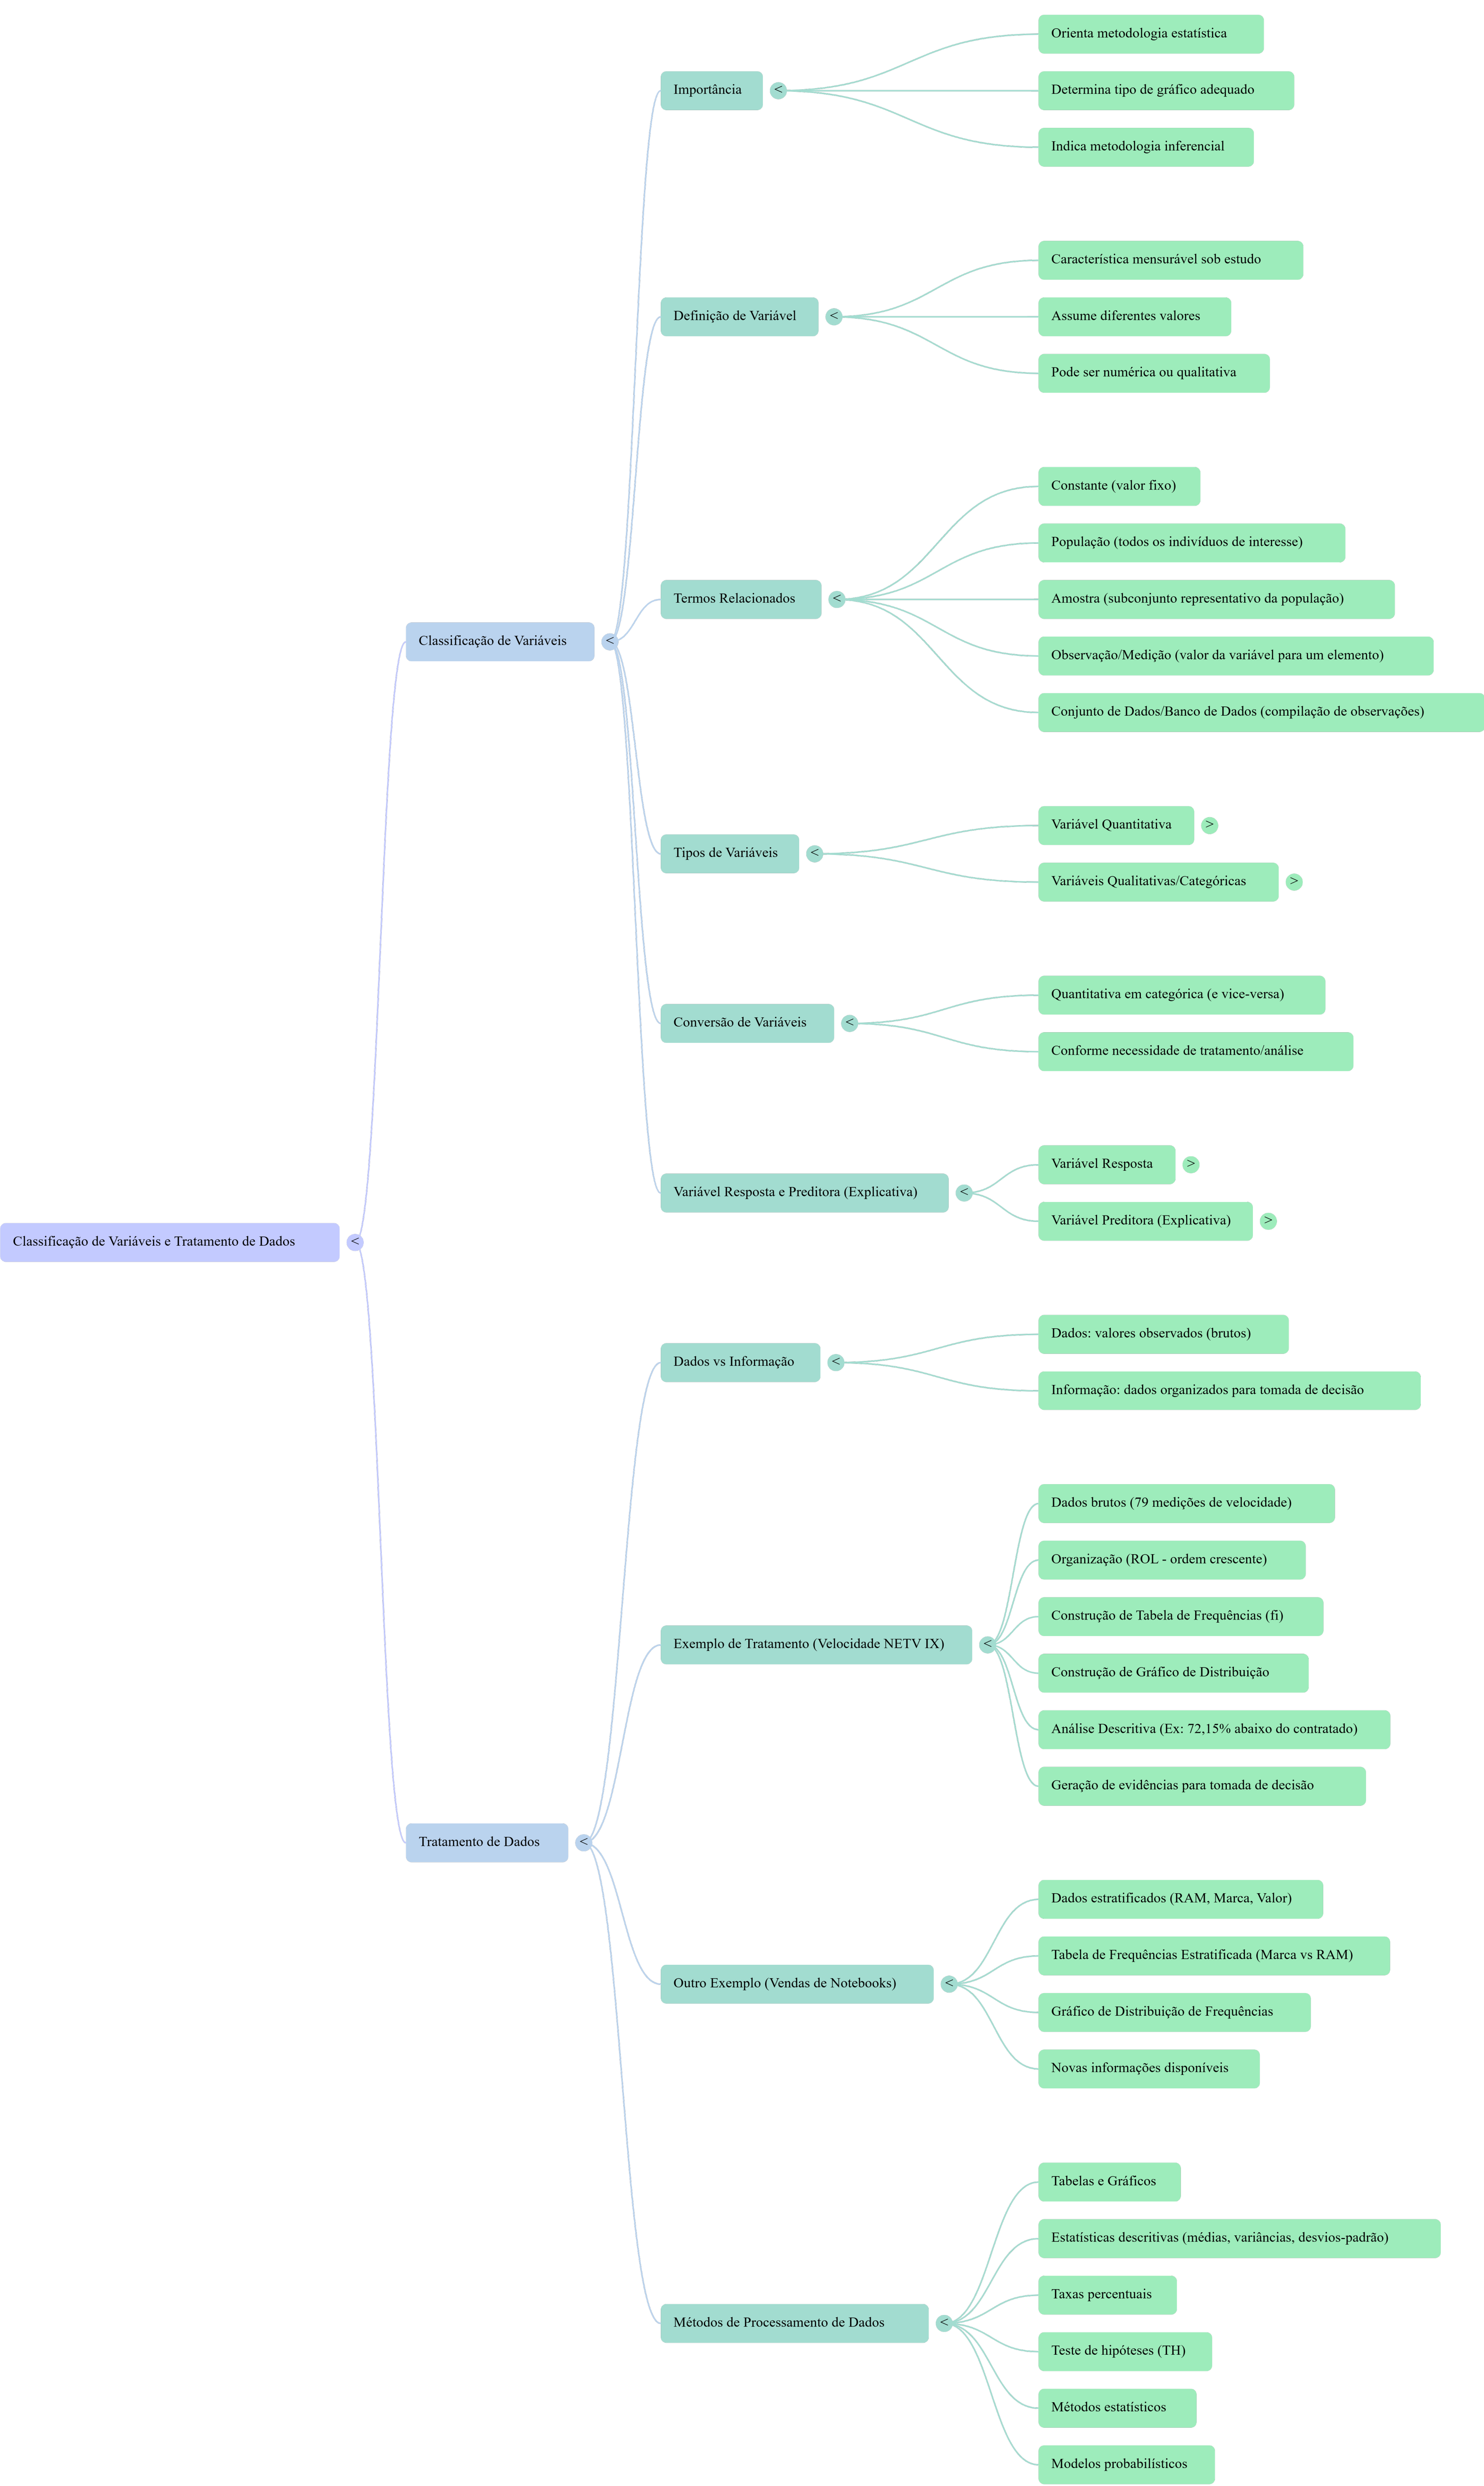 Classificação de Variáveis e Tratamento de Dados
<
Classificação de Variáveis
<
Importância
<
Orienta metodologia estatística
Determina tipo de gráfico adequado
Indica metodologia inferencial
Definição de Variável
<
Característica mensurável sob estudo
Assume diferentes valores
Pode ser numérica ou qualitativa
Termos Relacionados
<
Constante (valor fixo)
População (todos os indivíduos de interesse)
Amostra (subconjunto representativo da população)
Observação/Medição (valor da variável para um elemento)
Conjunto de Dados/Banco de Dados (compilação de observações)
Tipos de Variáveis
<
Variável Quantitativa
>
Variáveis Qualitativas/Categóricas
>
Conversão de Variáveis
<
Quantitativa em categórica (e vice-versa)
Conforme necessidade de tratamento/análise
Variável Resposta e Preditora (Explicativa)
<
Variável Resposta
>
Variável Preditora (Explicativa)
>
Tratamento de Dados
<
Dados vs Informação
<
Dados: valores observados (brutos)
Informação: dados organizados para tomada de decisão
Exemplo de Tratamento (Velocidade NETV IX)
<
Dados brutos (79 medições de velocidade)
Organização (ROL - ordem crescente)
Construção de Tabela de Frequências (fi)
Construção de Gráfico de Distribuição
Análise Descritiva (Ex: 72,15% abaixo do contratado)
Geração de evidências para tomada de decisão
Outro Exemplo (Vendas de Notebooks)
<
Dados estratificados (RAM, Marca, Valor)
Tabela de Frequências Estratificada (Marca vs RAM)
Gráfico de Distribuição de Frequências
Novas informações disponíveis
Métodos de Processamento de Dados
<
Tabelas e Gráficos
Estatísticas descritivas (médias, variâncias, desvios-padrão)
Taxas percentuais
Teste de hipóteses (TH)
Métodos estatísticos
Modelos probabilísticos